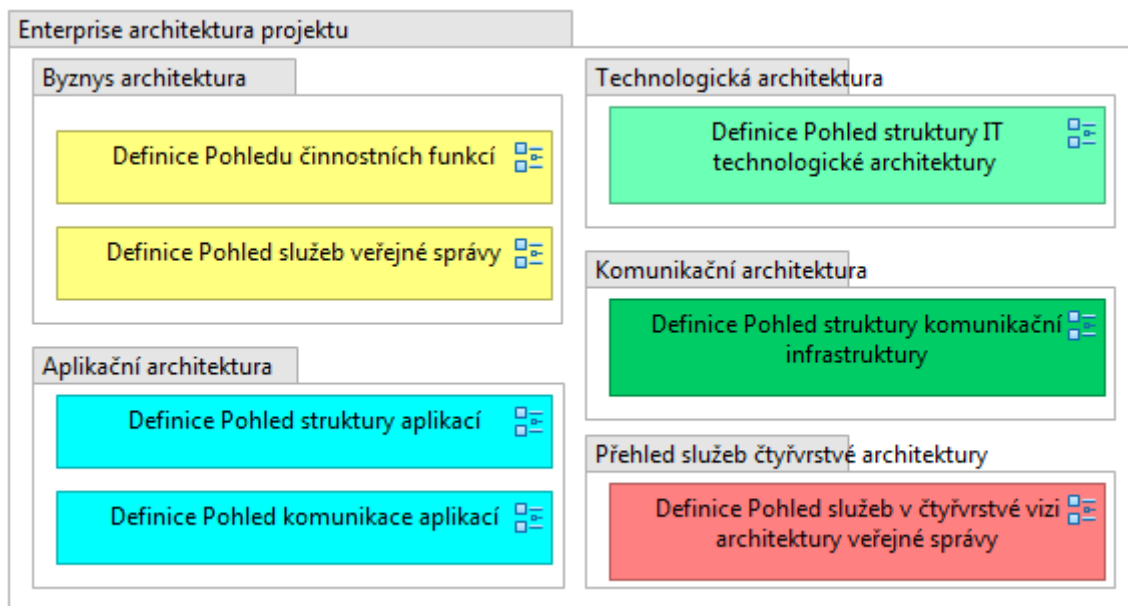 Enterprise architektura projektu
Byznys architektura
Definice Pohledu činnostních funkcí
Definice Pohled služeb veřejné správy
Aplikační architektura
Definice Pohled struktury aplikací
Definice Pohled komunikace aplikací
Technologická architektura
Definice Pohled struktury IT
technologické architektury
Komunikační architektura
Definice Pohled struktury komunikační
infrastruktury
Přehled služeb čtyřvrstvé architektury
Definice Pohled služeb v čtyřvrstvé vizi
architektury veřejné správy